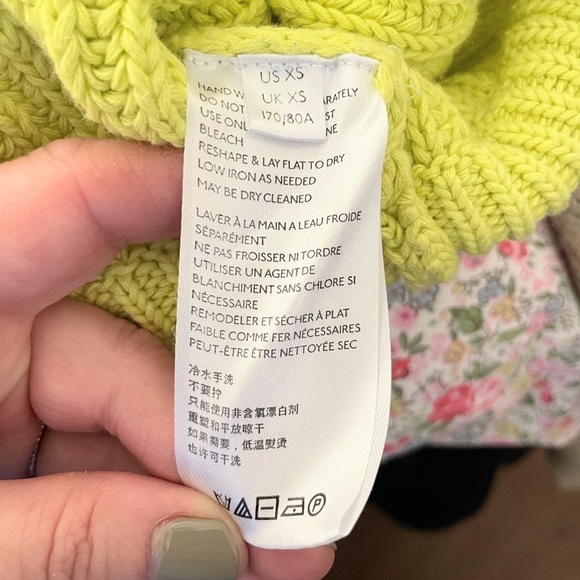 US XS
UK XS
170/80A
HAND W ARATELY
DO NOT ST
USE ONL NE
BLEACH
RESHAPE & LAY FLAT TO DRY
LOW IRON AS NEEDED
MAY BE DRY CLEANED
LAVER À LA MAIN A LEAU FROIDE
SÉPARÉMENT
NE PAS FROISSER NI TORDRE
UTILISER UN AGENT DE
BLANCHIMENT SANS CHLORE SI
NÉCESSAIRE
REMODELER ET SÉCHER À PLAT
FAIBLE COMME FER NÉCESSAIRES
PEUT-ÊTRE ÊTRE NETTOYÉE SEC
冷水手洗
不要拧
只能使用非含氯漂白剂
重塑和平放晾干
如果需要，低温熨烫
也许可干洗
P